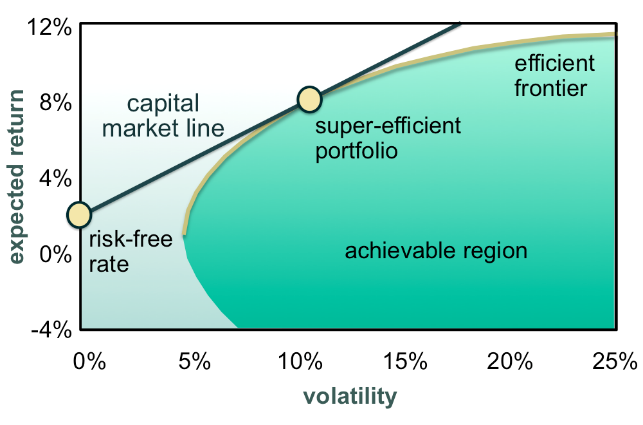 12%
8%
4%
0%
-4%
expected return
capital
market line
efficient
frontier
super-efficient
portfolio
risk-free
rate
achievable region
0%
5%
10%
15%
20%
25%
volatility